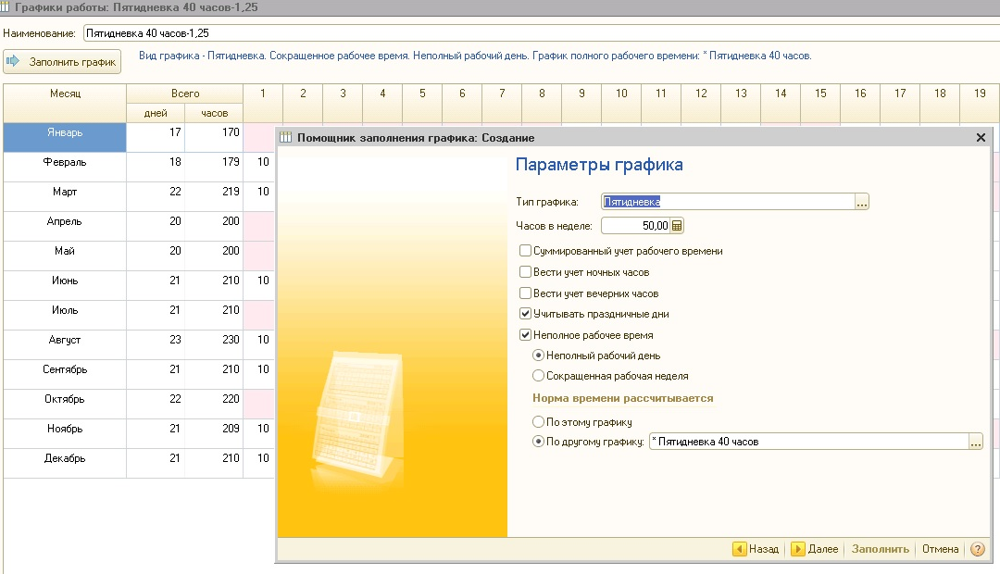 Графики работы: Пятидневка 40 часов-1,25
Наименование: Пятидневка 40 часов-1,25
Заполнить график
Вид графика - Пятидневка. Сокращенное рабочее время. Неполный рабочий день. График полного рабочего времени: * Пятидневка 40 часов.
Месяц Всего 1 2 3 4 5 6 7 8 9 10 11 12 13 14 15 16 17 18 19
дней часов
Январь 17 170
Февраль 18 179 10
Март 22 219 10
Апрель 20 200
Май 20 200
Июнь 21 210 10
Июль 21 210
Август 23 230 10
Сентябрь 21 210 10
Октябрь 22 220
Ноябрь 21 209 10
Декабрь 21 210 10
Помощник заполнения графика: Создание
Параметры графика
Тип графика: Пятидневка ...
Часов в неделе: 50,00
Суммированный учет рабочего времени
Вести учет ночных часов
Вести учет вечерних часов
Учитывать праздничные дни
Неполное рабочее время
Неполный рабочий день
Сокращенная рабочая неделя
Норма времени рассчитывается
По этому графику
По другому графику: * Пятидневка 40 часов ...
Назад Далее Заполнить Отмена ?